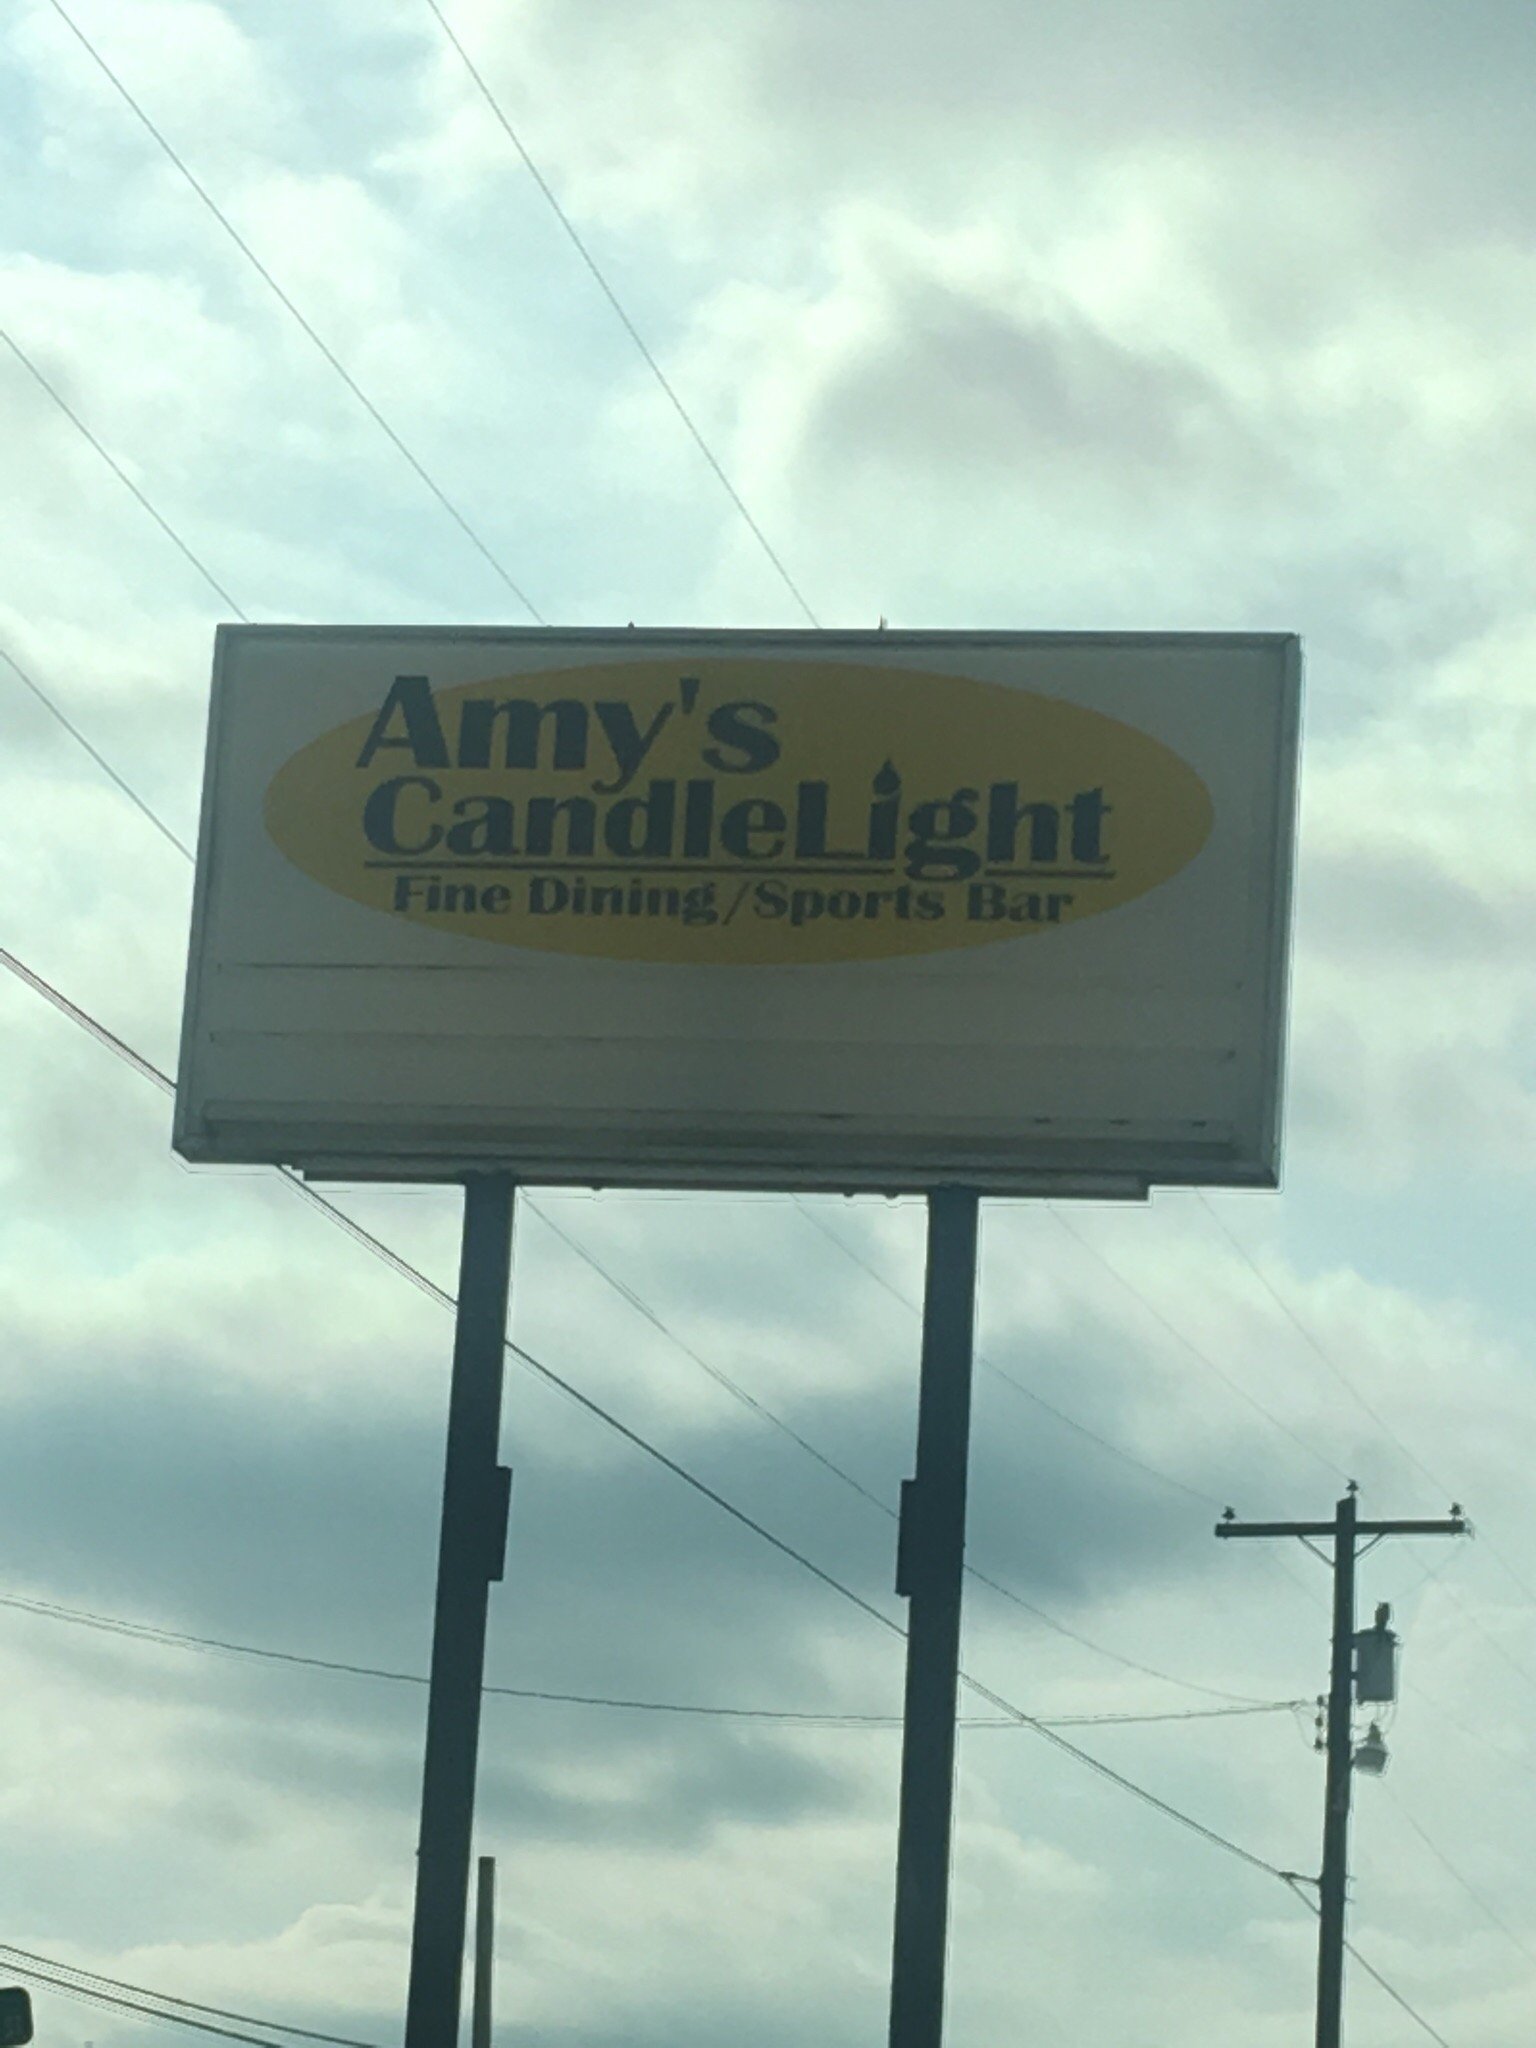 Amy's
CandleLight
Fine Dining/Sports Bar